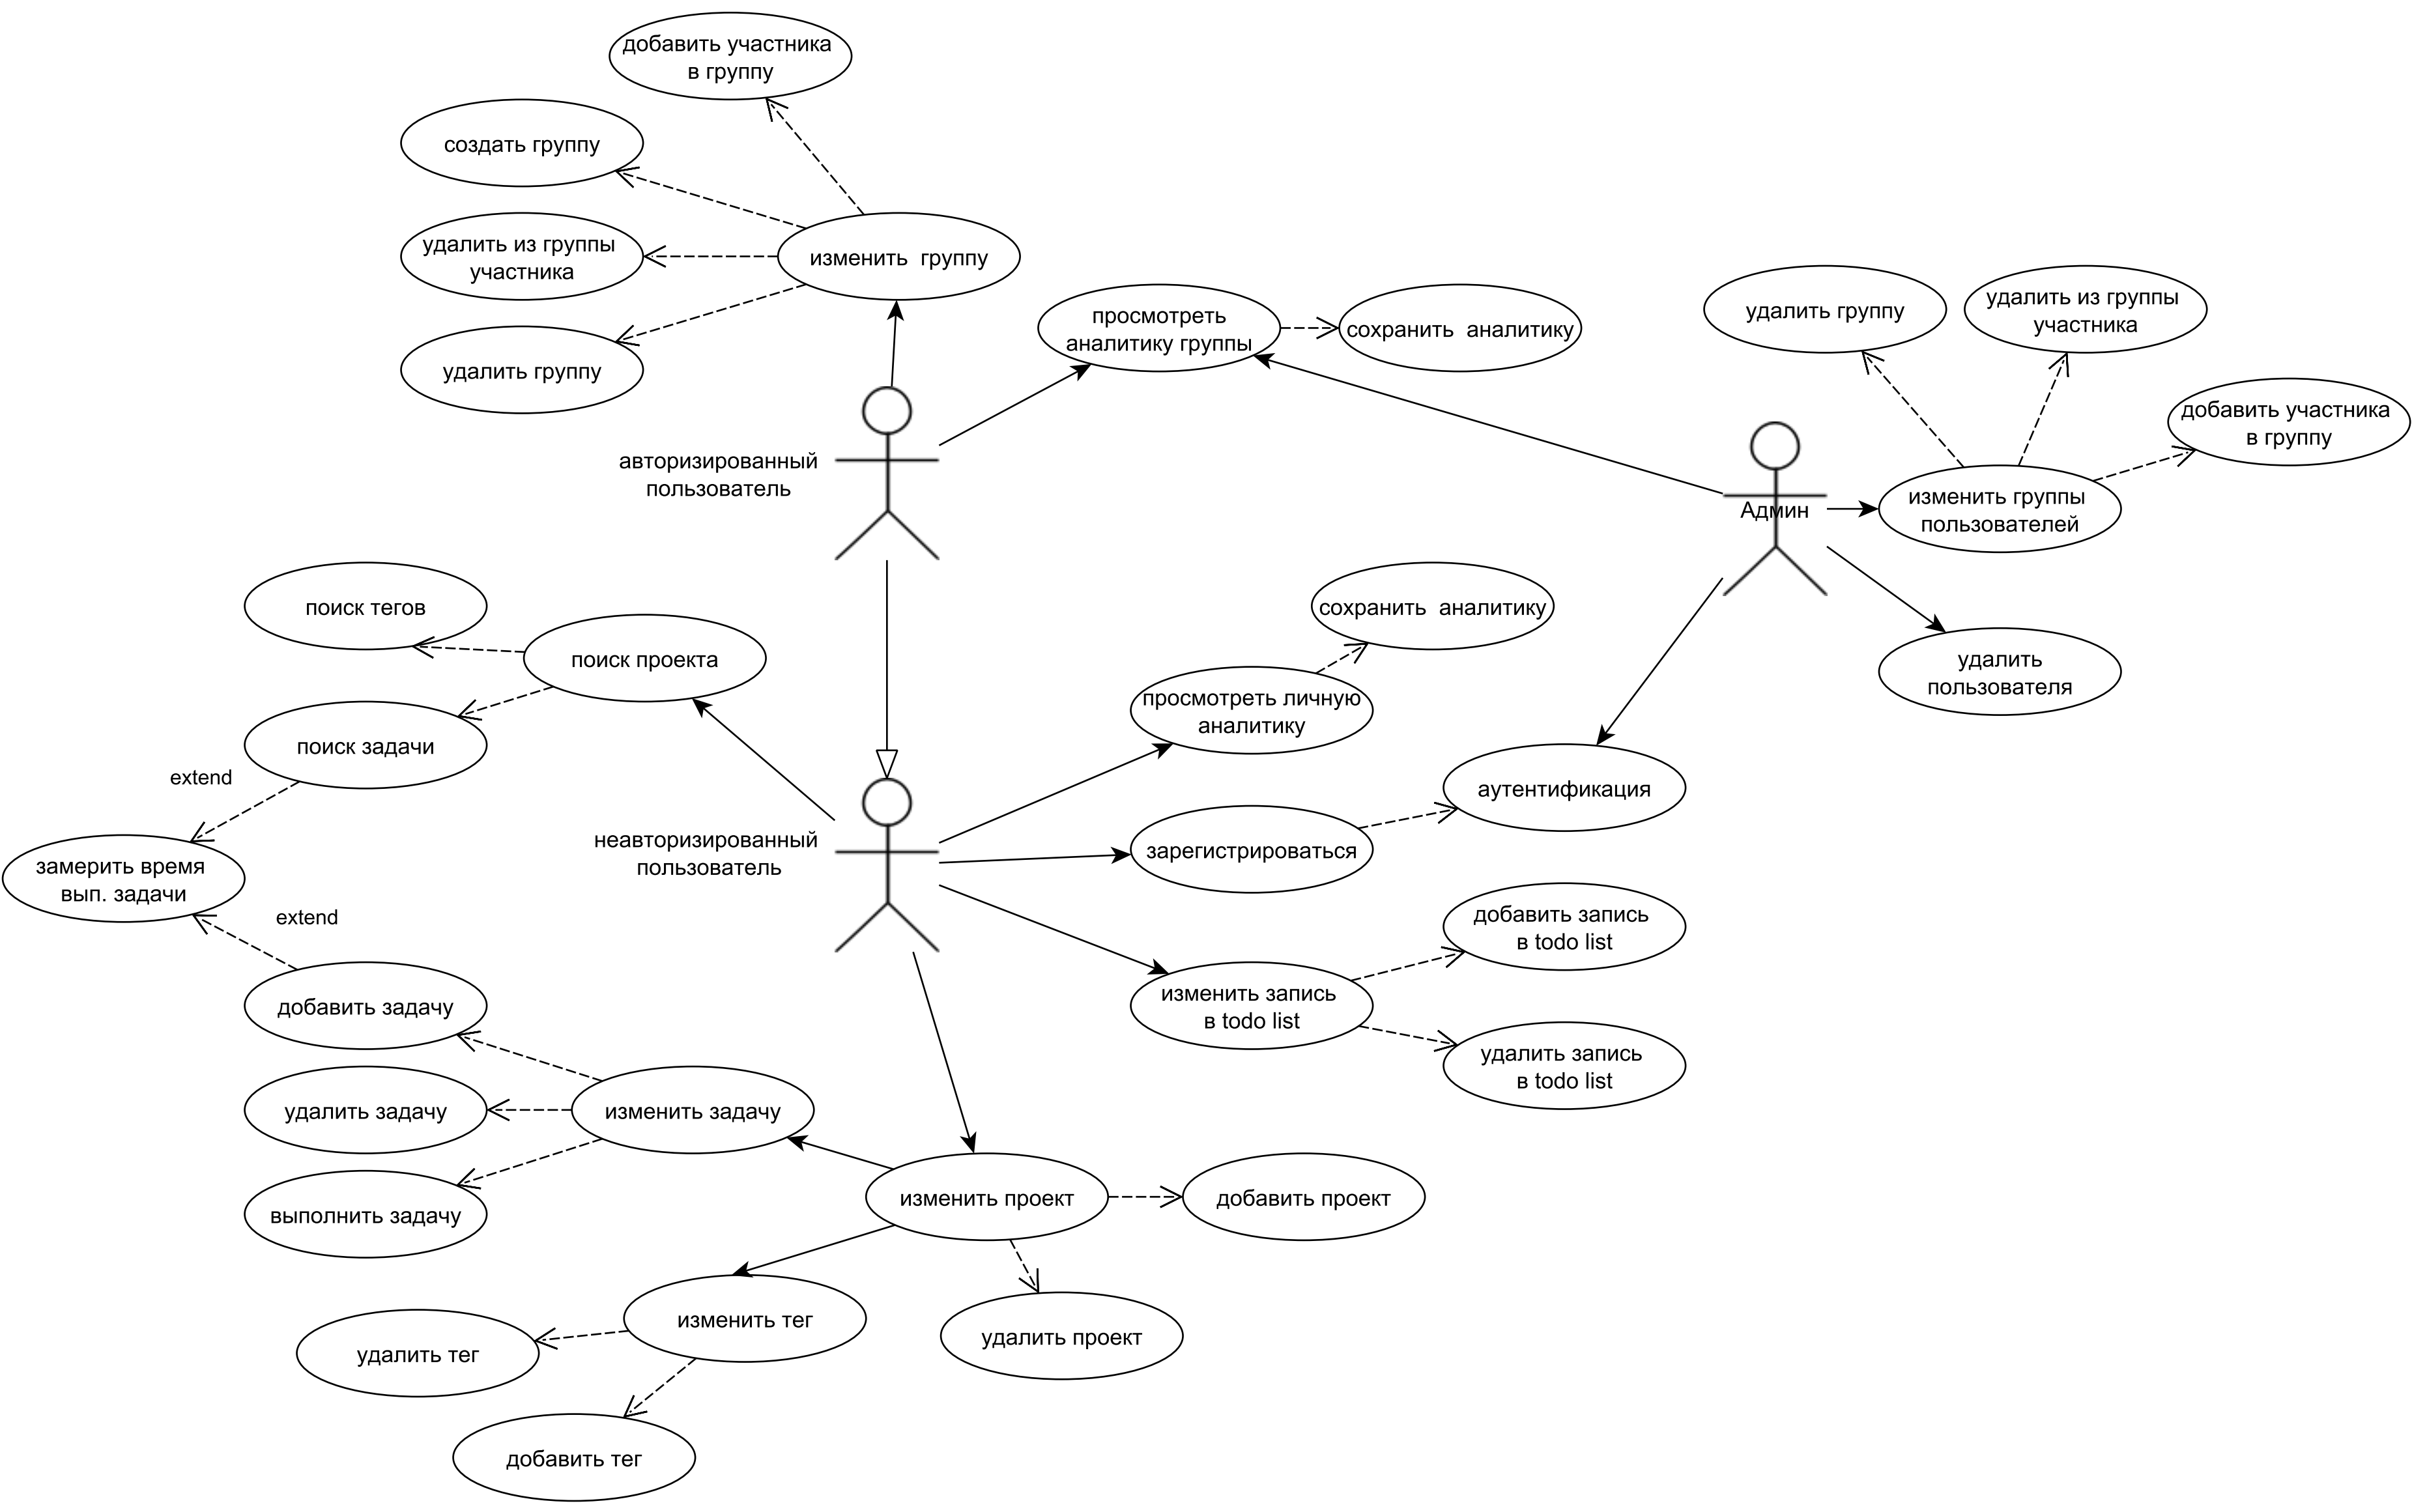 добавить участника
в группу
создать группу
удалить из группы
участника
изменить  группу
удалить группу
просмотреть
аналитику группы
сохранить  аналитику
удалить группу
удалить из группы
участника
добавить участника
в группу
авторизированный
пользователь
Админ
изменить группы
пользователей
поиск тегов
поиск проекта
сохранить  аналитику
удалить
пользователя
просмотреть личную
аналитику
поиск задачи
extend
аутентификация
неавторизированный
пользователь
зарегистрироваться
замерить время
вып. задачи
extend
добавить запись
в todo list
добавить задачу
изменить запись
в todo list
удалить запись
в todo list
удалить задачу
изменить задачу
выполнить задачу
изменить проект
добавить проект
изменить тег
удалить проект
удалить тег
добавить тег